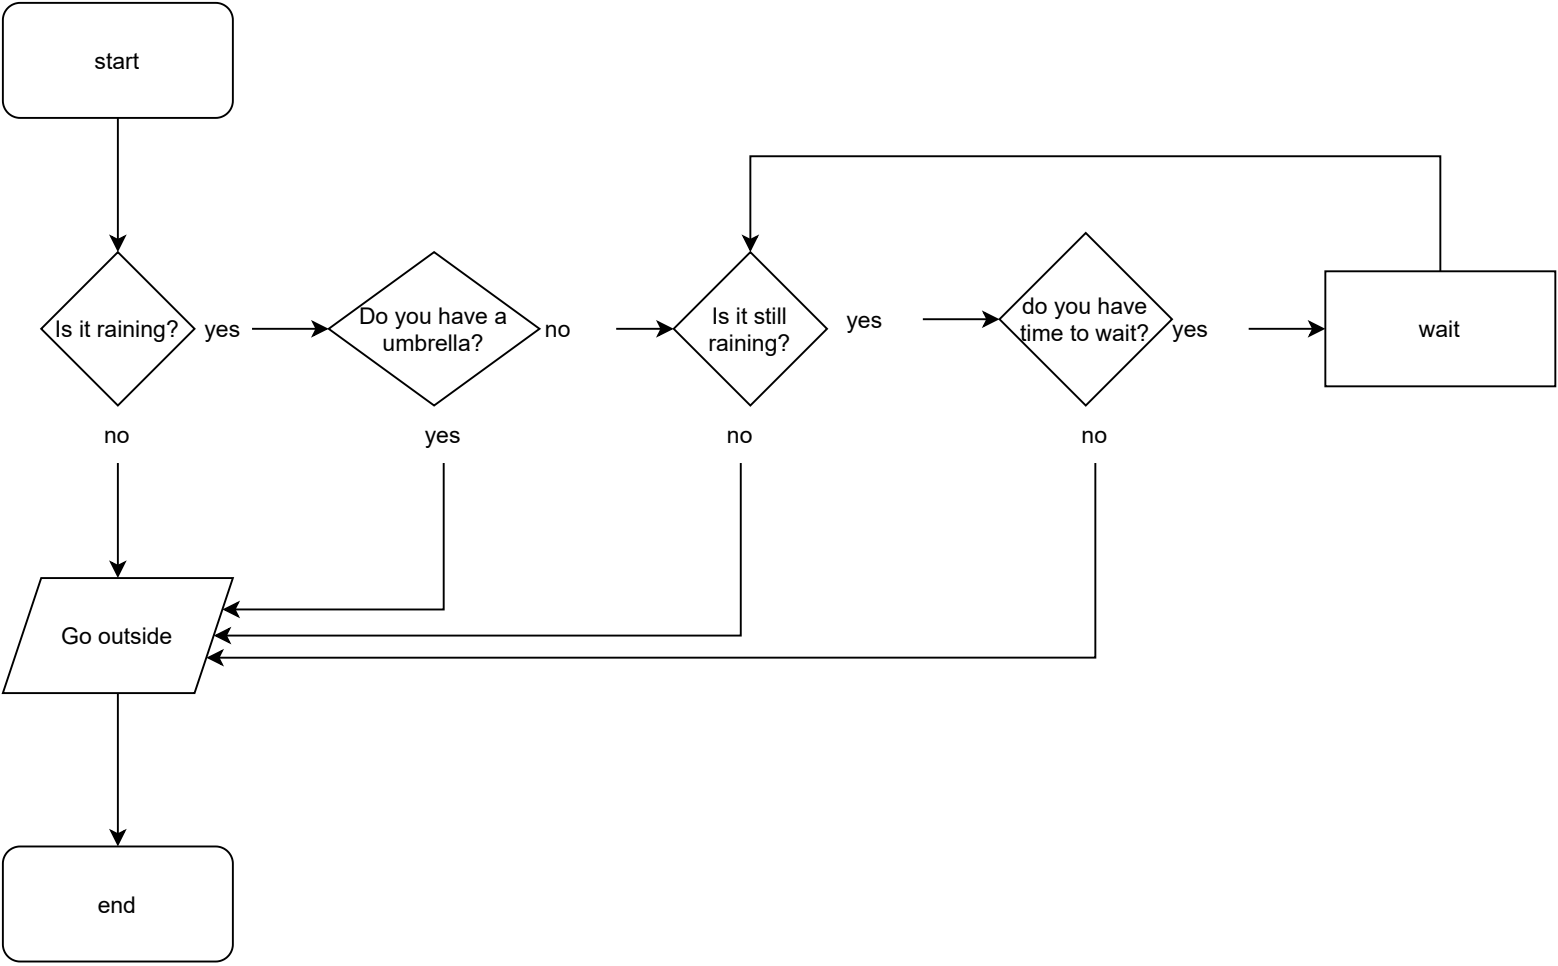 start
Is it raining?
yes
Do you have a
umbrella?
no
Is it still
raining?
yes
do you have
time to wait?
yes
wait
no
yes
no
no
Go outside
end